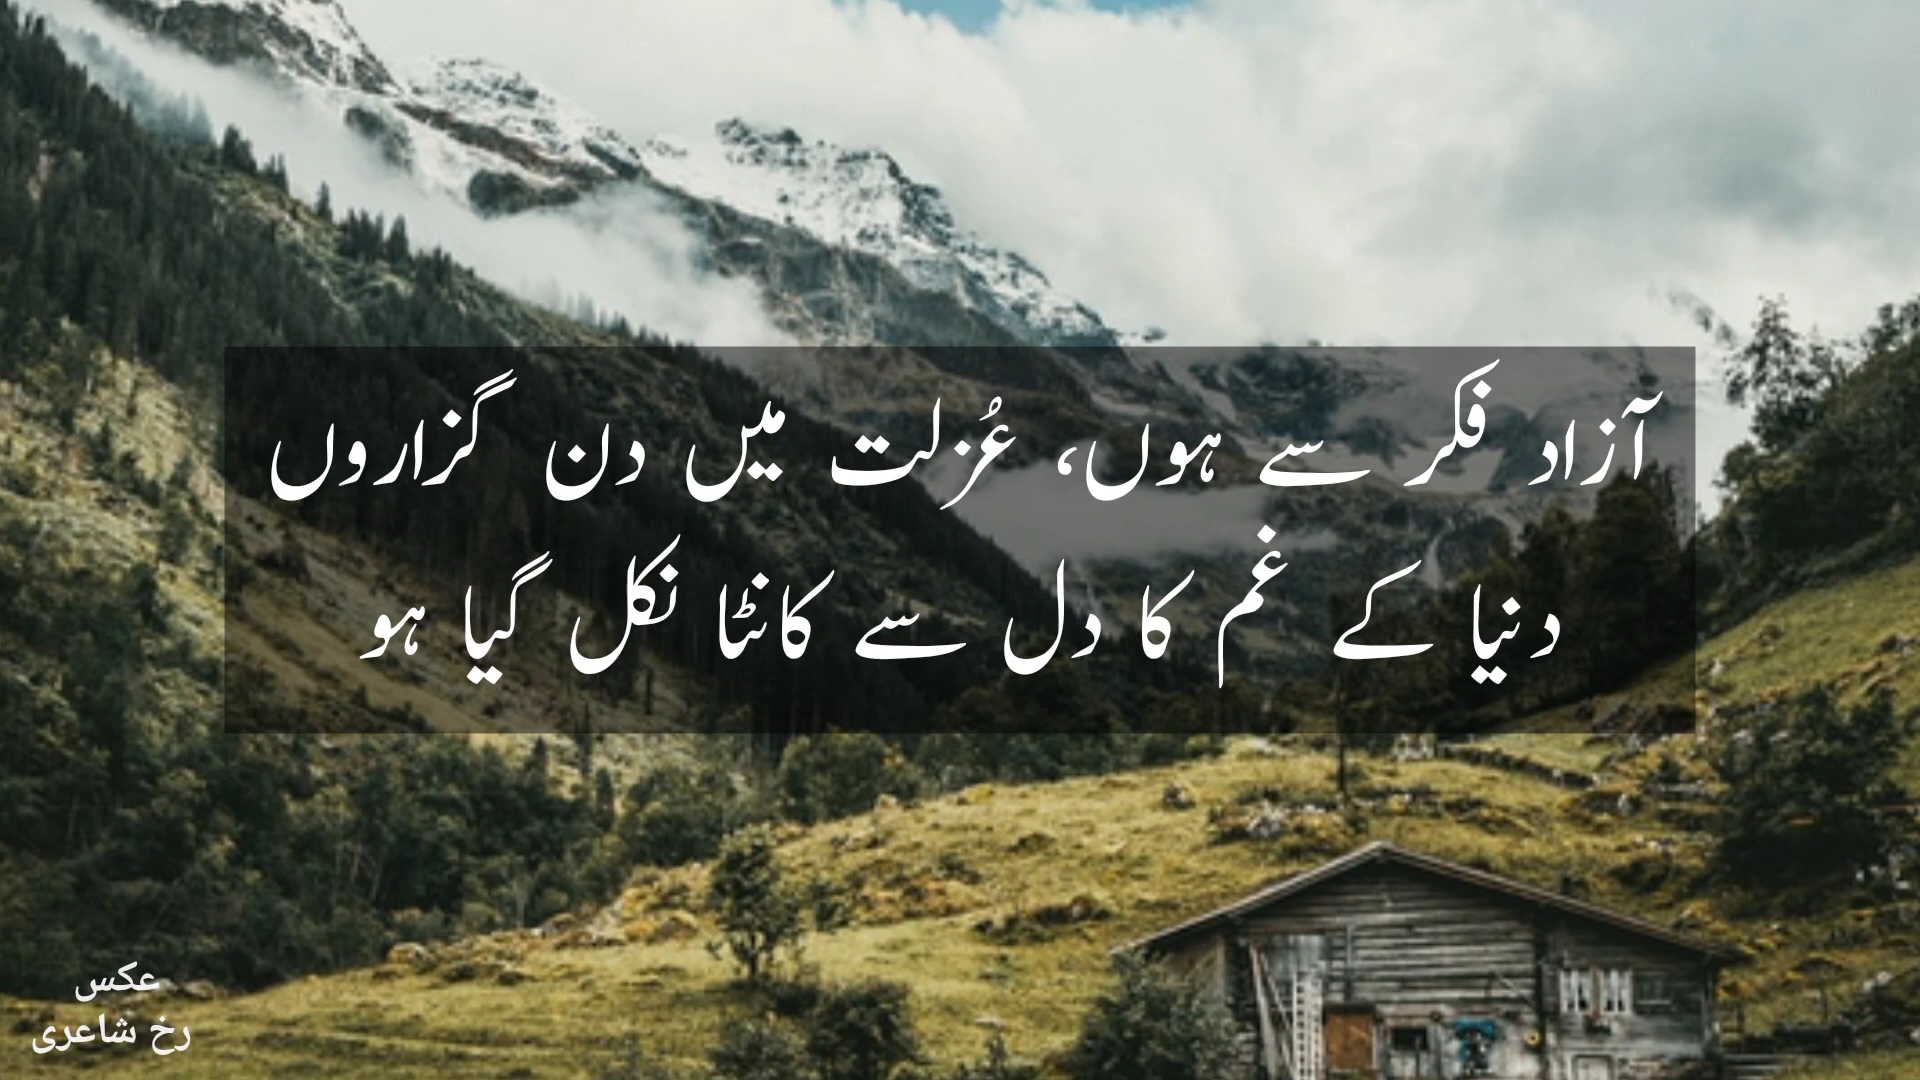 آزاد فکر سے ہوں، عُزلت میں دن گزاروں
دنیا کے غم کا دل سے کانٹا نکل گیا ہو
عکس
رخ شاعری